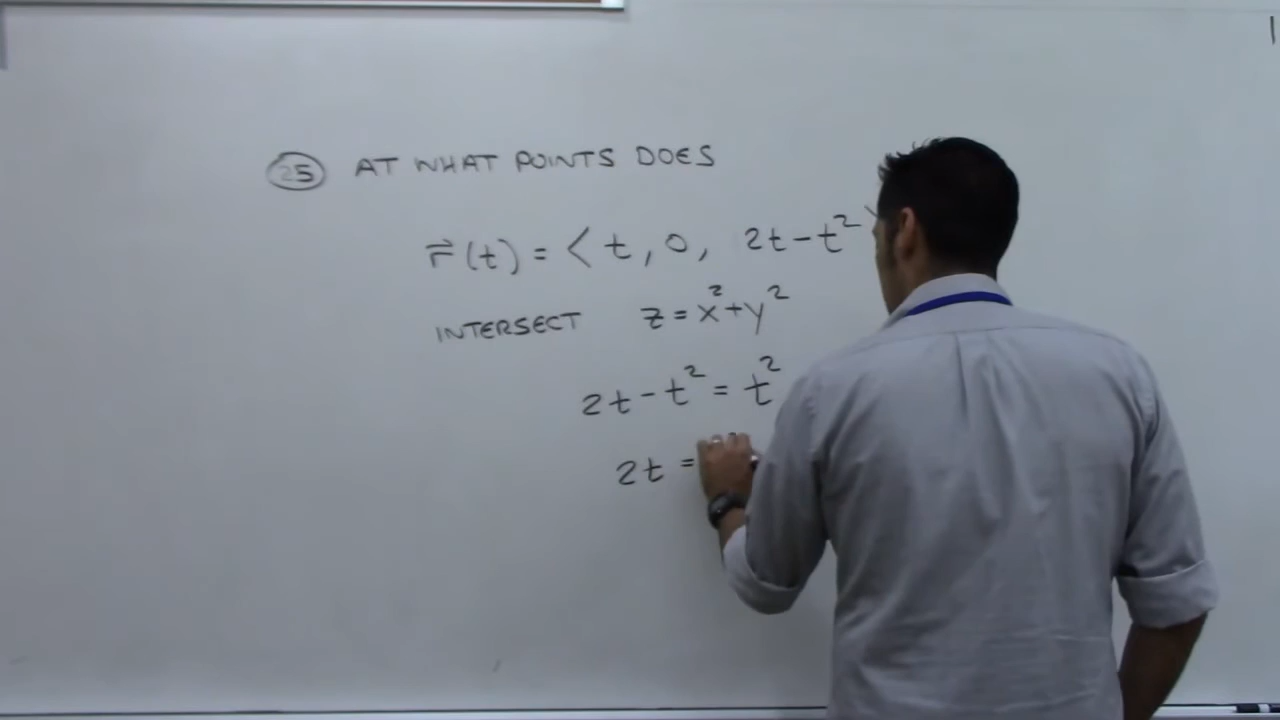 25 AT WHAT POINTS DOES
r⃗(t) = ⟨t, 0, 2t-t²
INTERSECT z = x²+y²
2t-t² = t²
2t =